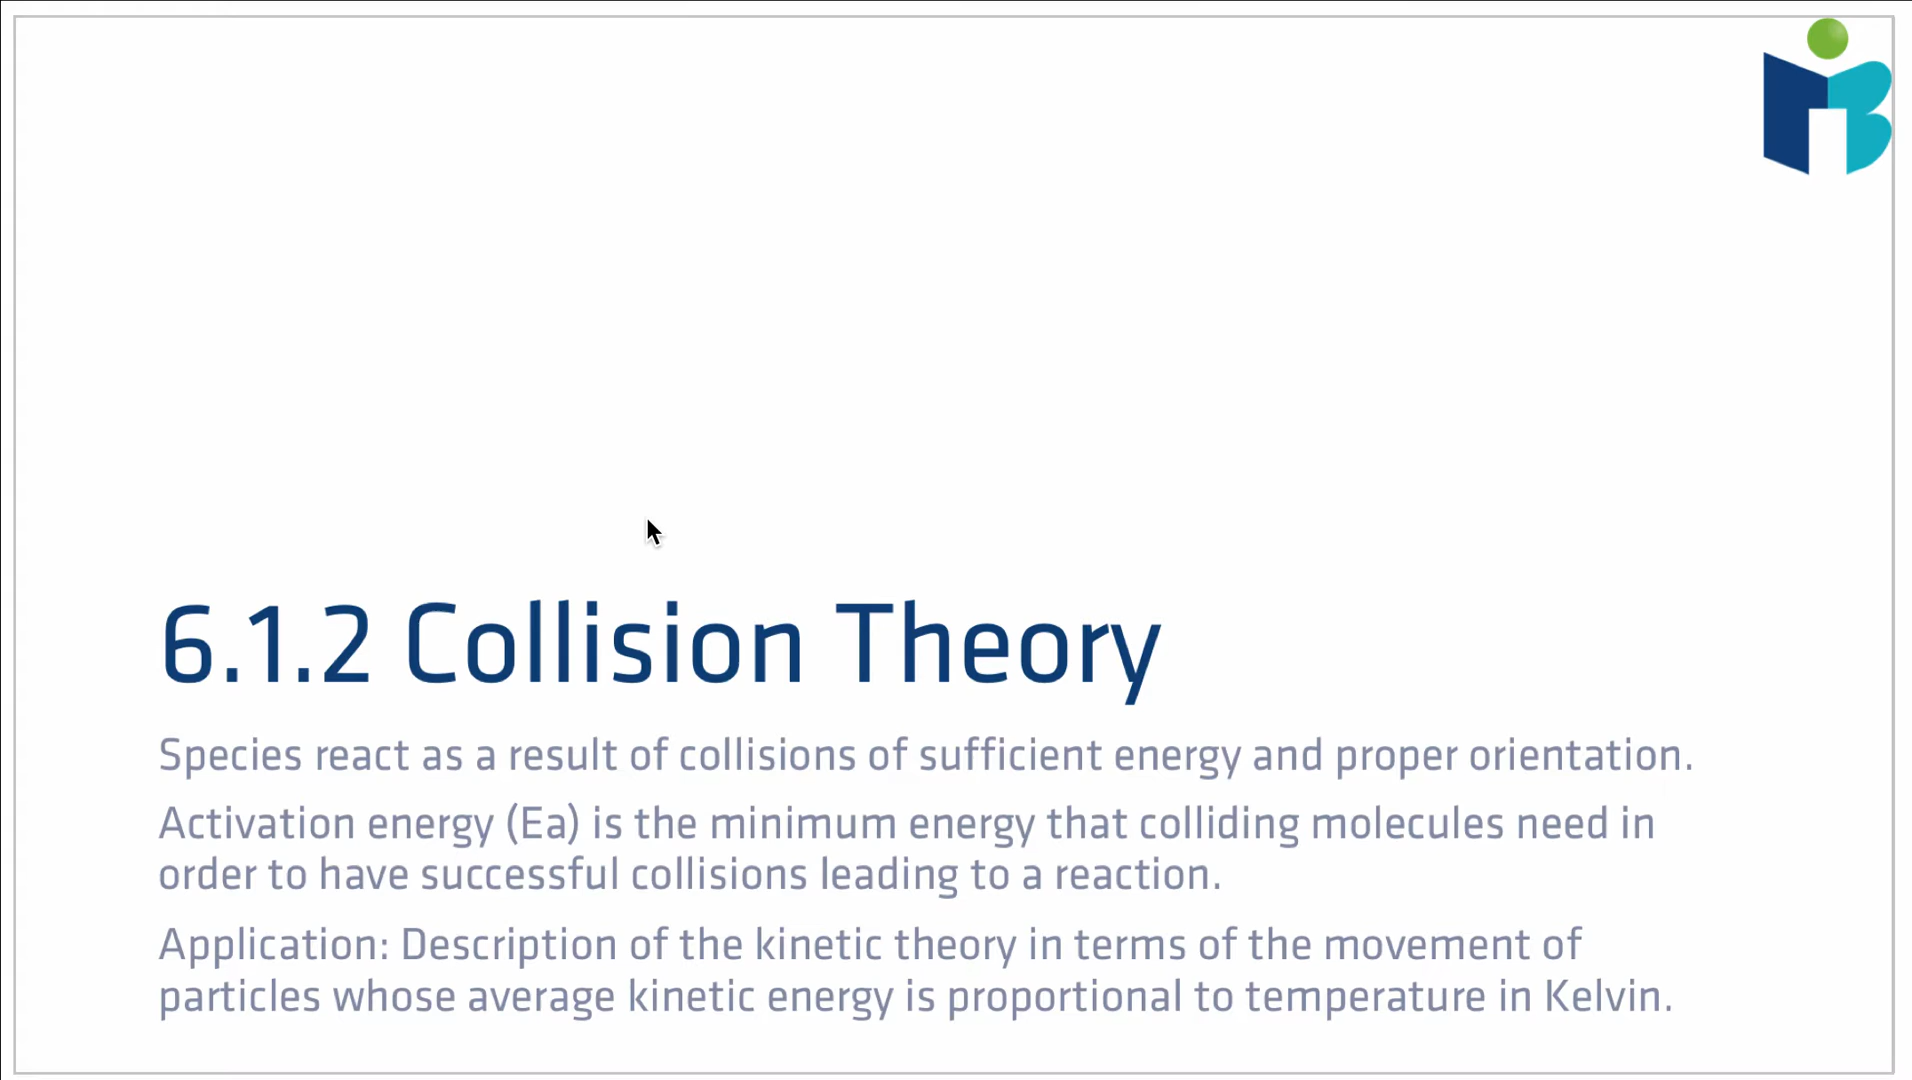 6.1.2 Collision Theory
Species react as a result of collisions of sufficient energy and proper orientation.
Activation energy (Ea) is the minimum energy that colliding molecules need in
order to have successful collisions leading to a reaction.
Application: Description of the kinetic theory in terms of the movement of
particles whose average kinetic energy is proportional to temperature in Kelvin.